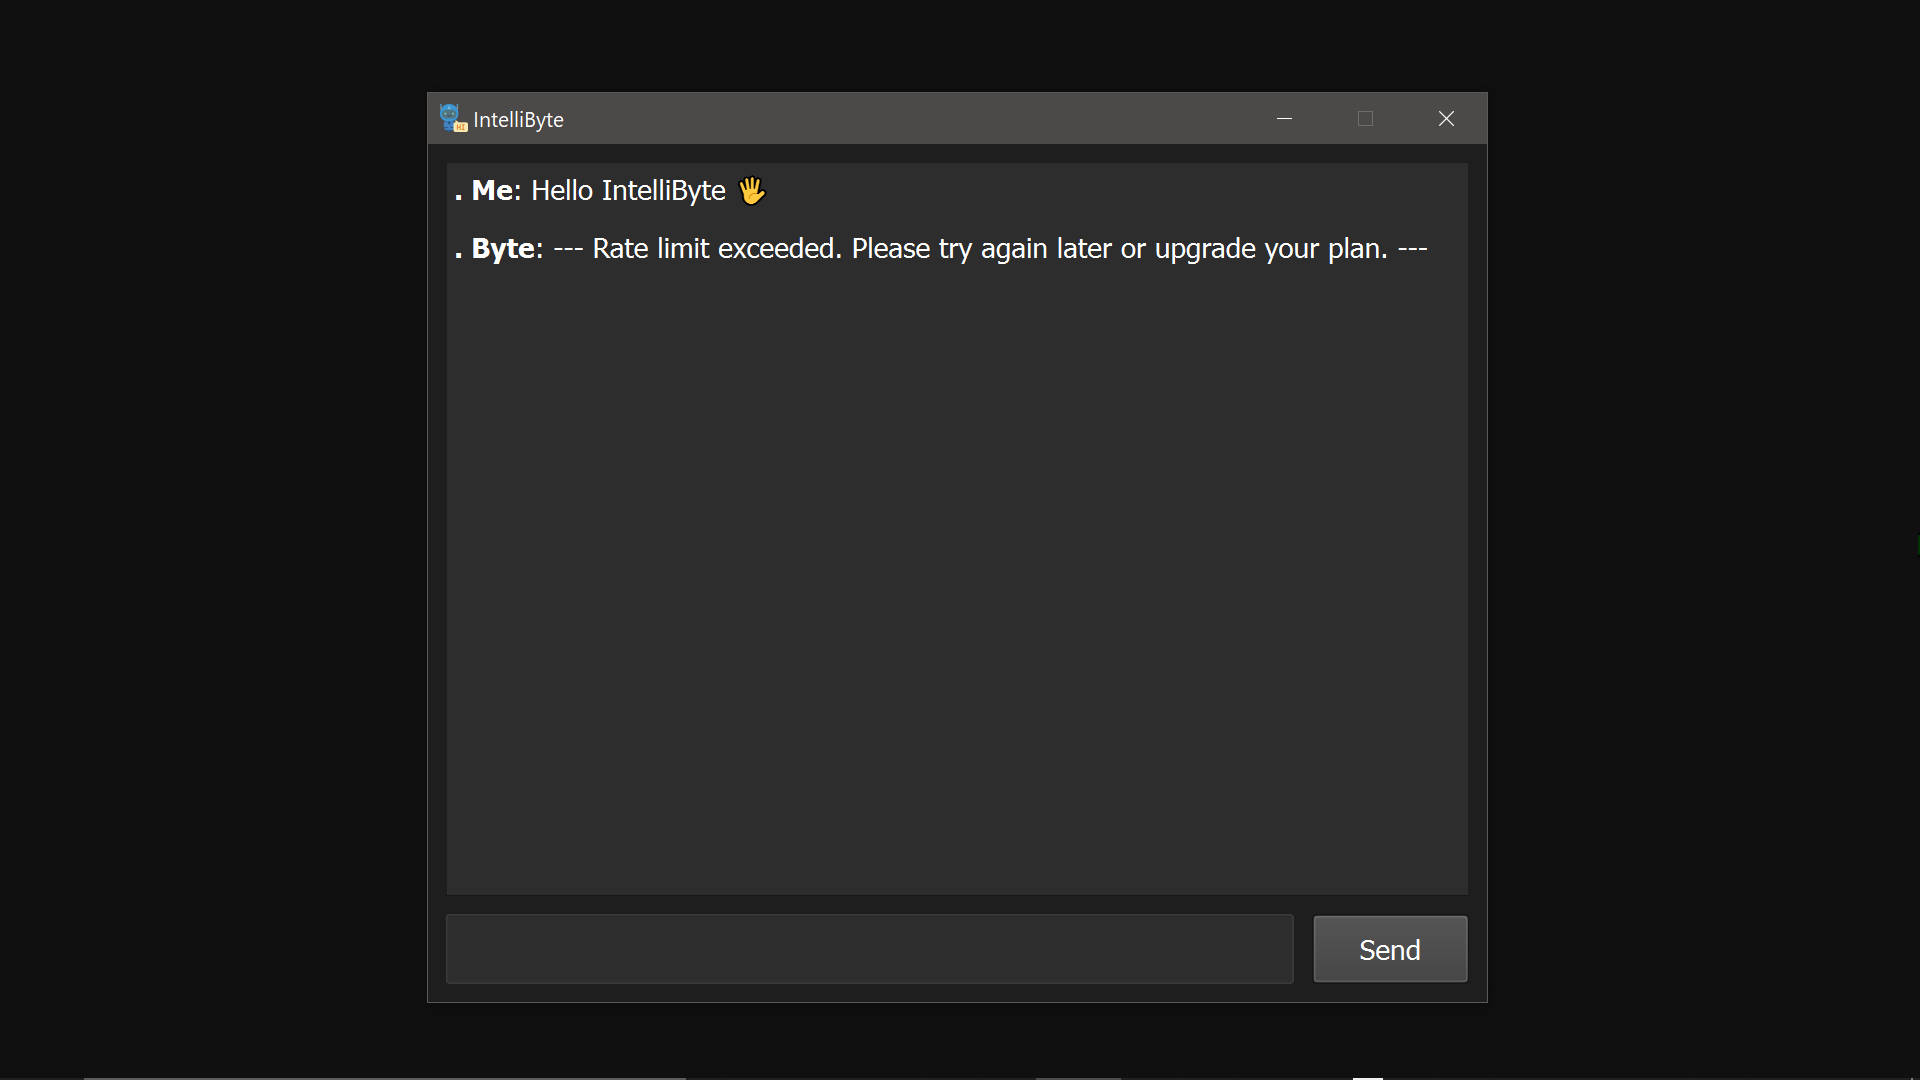 IntelliByte
. Me: Hello IntelliByte 🖐
. Byte: --- Rate limit exceeded. Please try again later or upgrade your plan. ---
Send